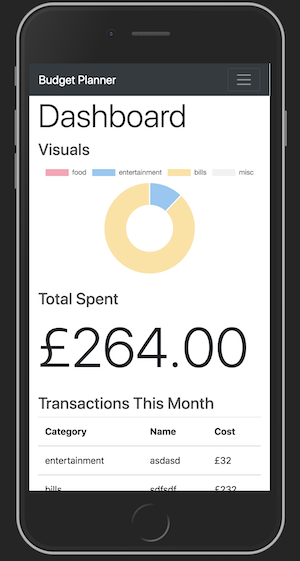 Budget Planner
Dashboard
Visuals
food entertainment bills misc
Total Spent
£264.00
Transactions This Month
Category Name Cost
entertainment asdasd £32
bills sdfsdf £232